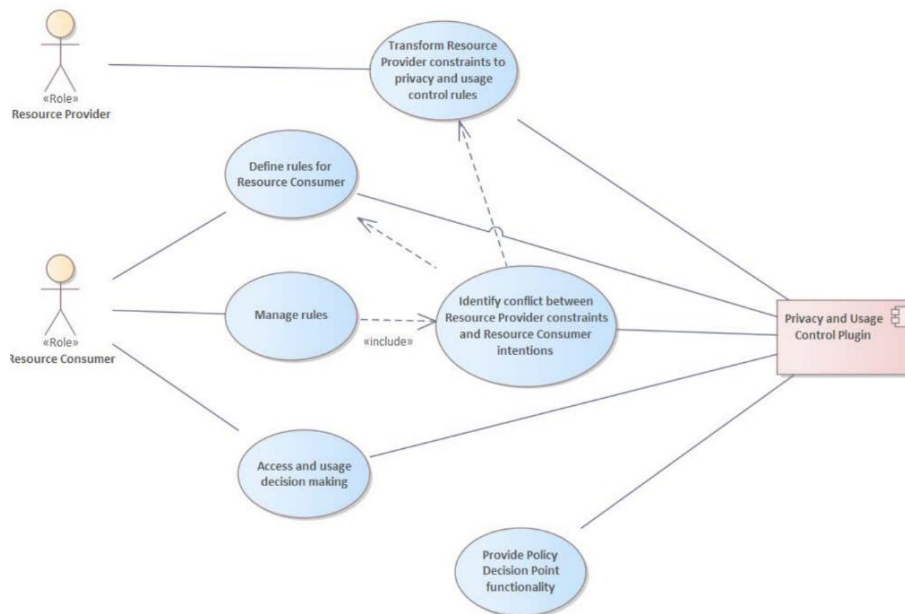 Transform Resource
Provider constraints to
privacy and usage
control rules
«Role»
Resource Provider
Define rules for
Resource Consumer
Manage rules
«include»
Identify conflict between
Resource Provider constraints
and Resource Consumer
intentions
Privacy and Usage
Control Plugin
«Role»
Resource Consumer
Access and usage
decision making
Provide Policy
Decision Point
functionality